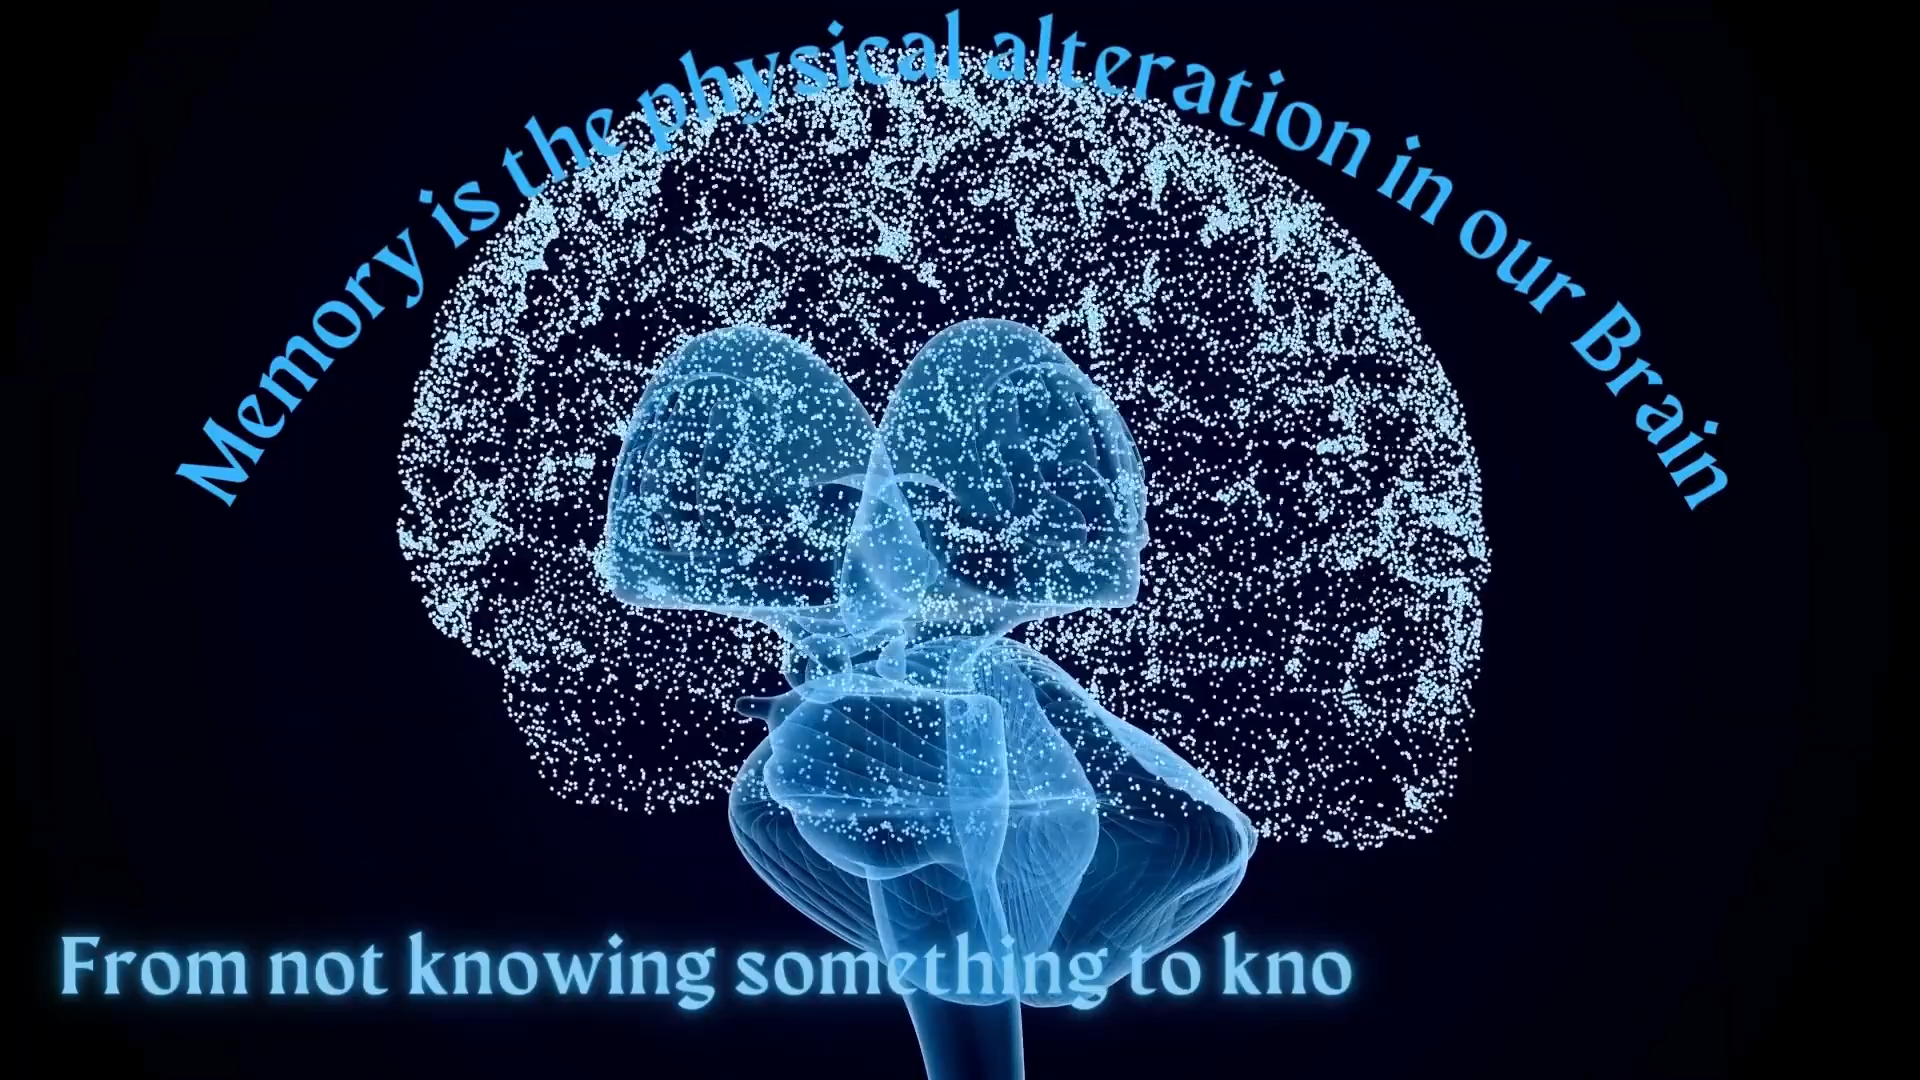 Memory is the physical alteration in our Brain
From not knowing something to kno